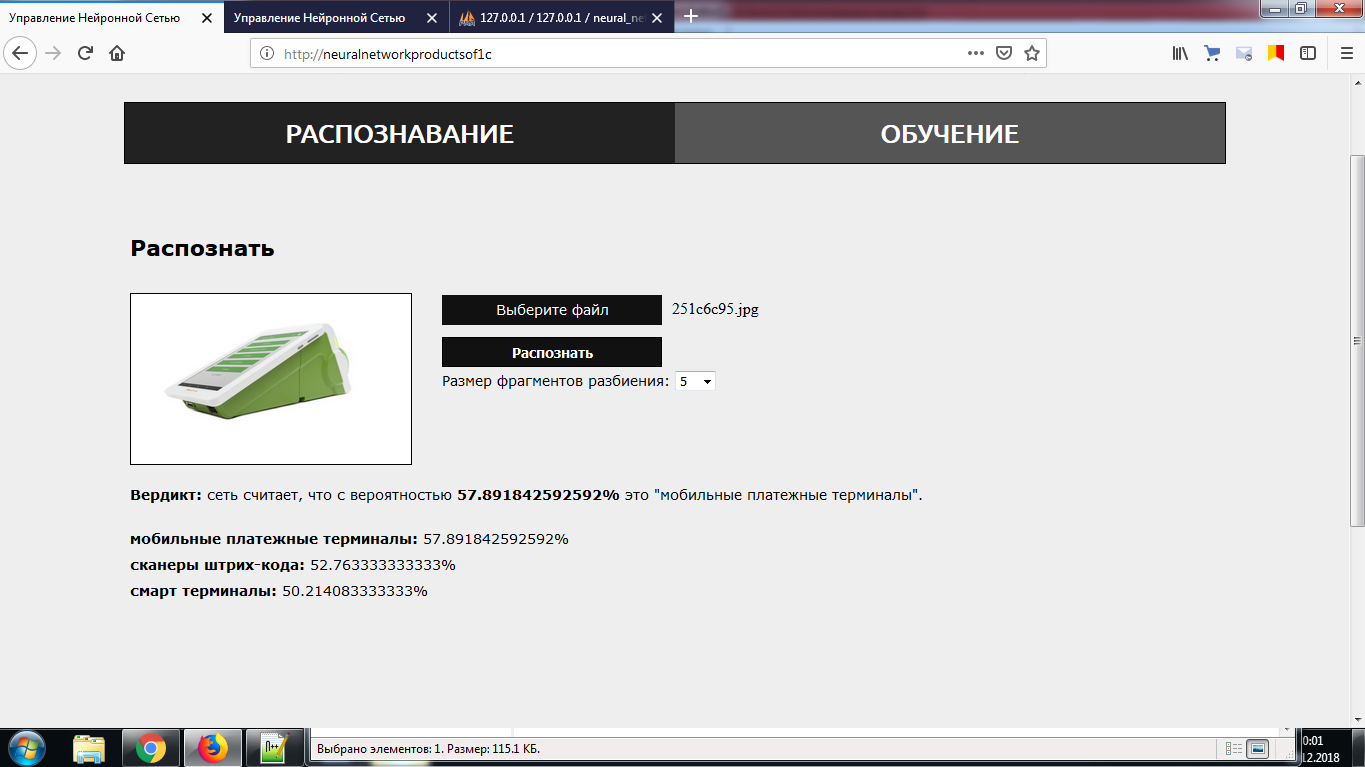 Управление Нейронной Сетью
Управление Нейронной Сетью
127.0.0.1 / 127.0.0.1 / neural_ne
http://neuralnetworkproductsof1c
РАСПОЗНАВАНИЕ
ОБУЧЕНИЕ
Распознать
Выберите файл
251c6c95.jpg
Распознать
Размер фрагментов разбиения: 5
Вердикт: сеть считает, что с вероятностью 57.891842592592% это "мобильные платежные терминалы".
мобильные платежные терминалы: 57.891842592592%
сканеры штрих-кода: 52.763333333333%
смарт терминалы: 50.214083333333%
Выбрано элементов: 1. Размер: 115.1 КБ.
0:01
12.2018